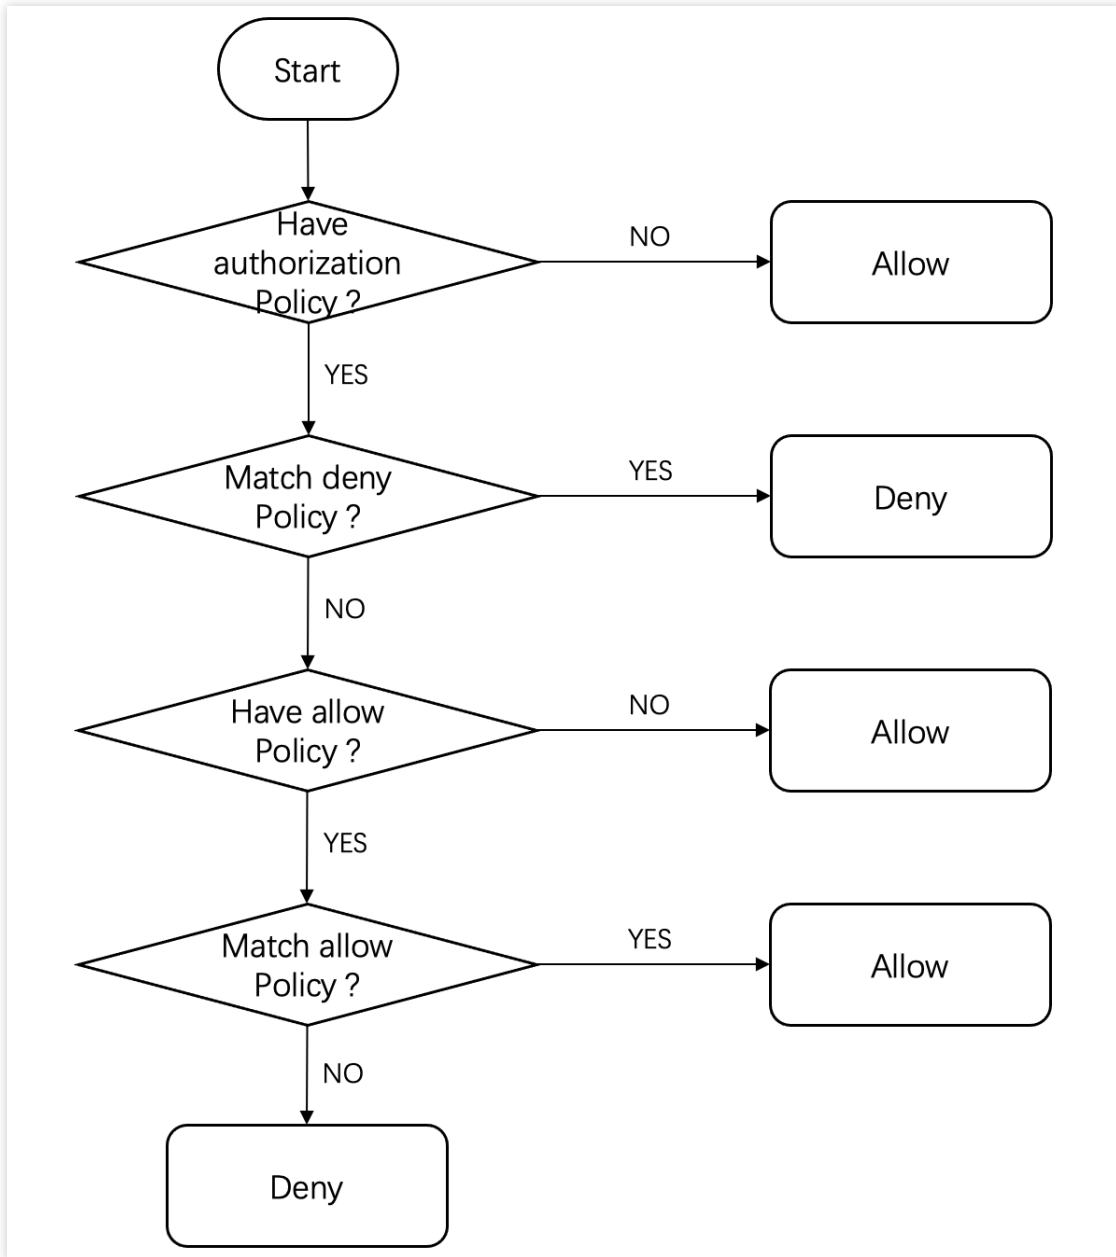 Start
Have
authorization
Policy ?
NO
Allow
YES
Match deny
Policy ?
YES
Deny
NO
Have allow
Policy ?
NO
Allow
YES
Match allow
Policy ?
YES
Allow
NO
Deny